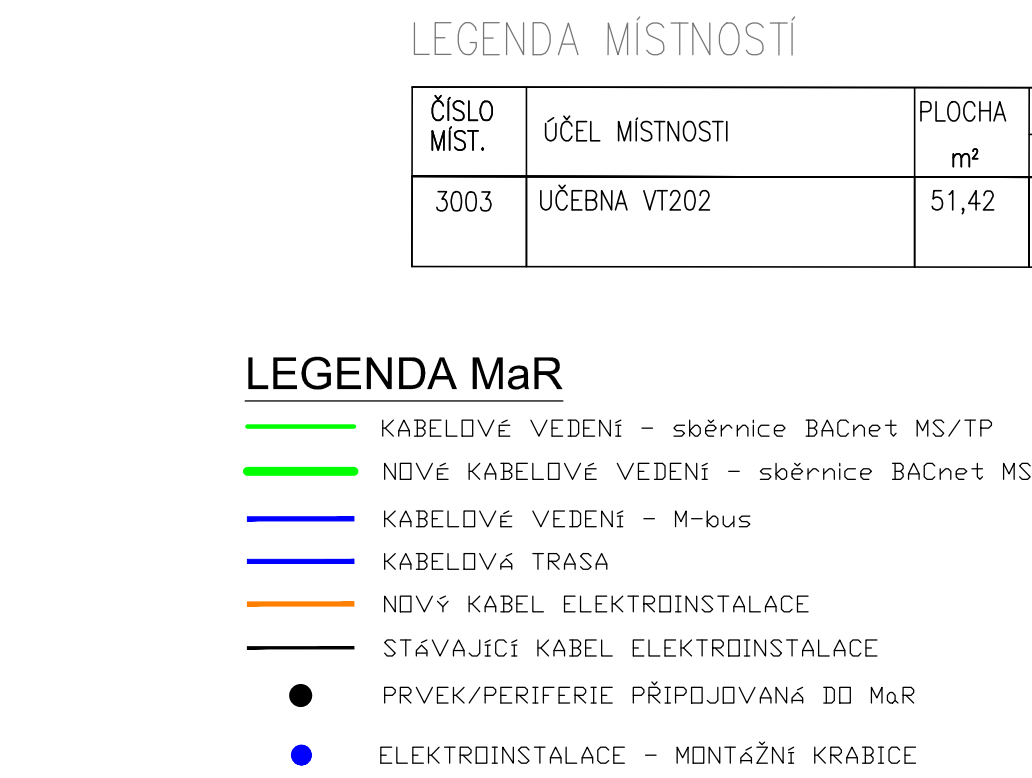 LEGENDA MÍSTNOSTÍ
ČÍSLO MÍST.
ÚČEL MÍSTNOSTI
PLOCHA
m²
3003 UČEBNA VT202 51,42
LEGENDA MaR
KABELOVÉ VEDENÍ - sběrnice BACnet MS/TP
NOVÉ KABELOVÉ VEDENÍ - sběrnice BACnet MS
KABELOVÉ VEDENÍ - M-bus
KABELOVÁ TRASA
NOVÝ KABEL ELEKTROINSTALACE
STÁVAJÍCÍ KABEL ELEKTROINSTALACE
PRVEK/PERIFERIE PŘIPOJOVANÁ DO MaR
ELEKTROINSTALACE - MONTÁŽNÍ KRABICE